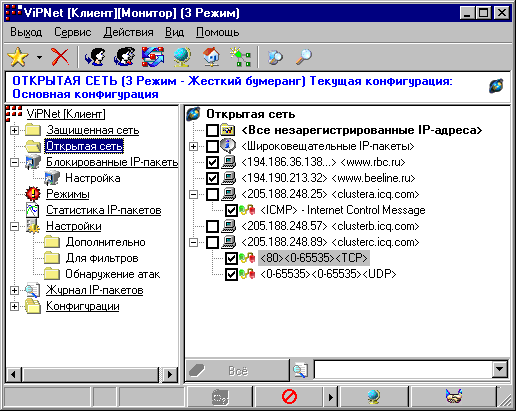 ViPNet [Клиент][Монитор] (3 Режим)
Выход Сервис Действия Вид Помощь
ОТКРЫТАЯ СЕТЬ (3 Режим - Жесткий бумеранг) Текущая конфигурация:
Основная конфигурация
ViPNet [Клиент]
Защищенная сеть
Открытая сеть
Блокированные IP-пакеть
Настройка
Режимы
Статистика IP-пакетов
Настройки
Дополнительно
Для фильтров
Обнаружение атак
Журнал IP-пакетов
Конфигурации
Открытая сеть
<Все незарегистрированные IP-адреса>
<Широковещательные IP-пакеты>
<194.186.36.138...> <www.rbc.ru>
<194.190.213.32> <www.beeline.ru>
<205.188.248.25> <clustera.icq.com>
<ICMP> - Internet Control Message
<205.188.248.57> <clusterb.icq.com>
<205.188.248.89> <clusterc.icq.com>
<80><0-65535><TCP>
<0-65535><0-65535><UDP>
Всё